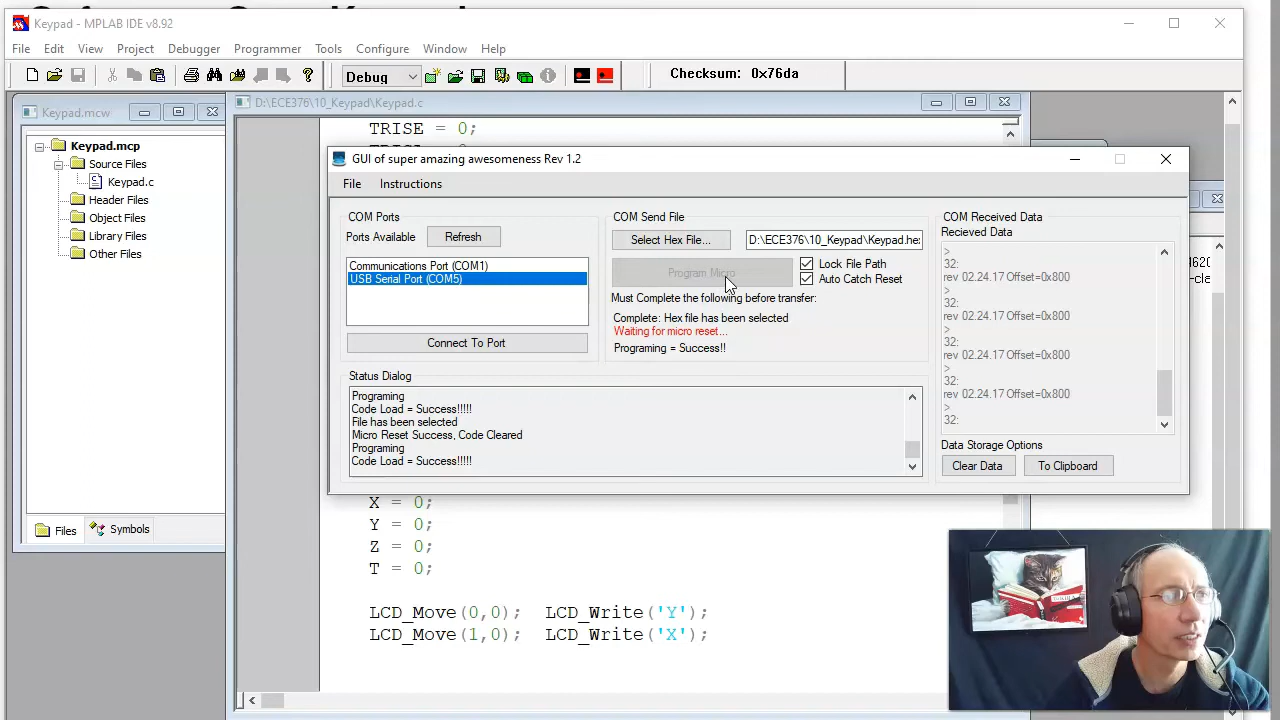 Keypad - MPLAB IDE v8.92
File Edit View Project Debugger Programmer Tools Configure Window Help
Debug
Checksum: 0x76da
Keypad.mcw
Keypad.mcp
Source Files
Keypad.c
Header Files
Object Files
Library Files
Other Files
Files Symbols
D:\ECE376\10_Keypad\Keypad.c
TRISE = 0;
GUI of super amazing awesomeness Rev 1.2
File Instructions
COM Ports
Ports Available Refresh
Communications Port (COM1)
USB Serial Port (COM5)
Connect To Port
COM Send File
Select Hex File... D:\ECE376\10_Keypad\Keypad.hex
Program Micro
Lock File Path
Auto Catch Reset
Must Complete the following before transfer:
Complete: Hex file has been selected
Waiting for micro reset...
Programing = Success!!
COM Received Data
Recieved Data
>
32:
rev 02.24.17 Offset=0x800
>
32:
rev 02.24.17 Offset=0x800
>
32:
rev 02.24.17 Offset=0x800
>
32:
rev 02.24.17 Offset=0x800
>
32:
Data Storage Options
Clear Data To Clipboard
Status Dialog
Programing
Code Load = Success!!!!!
File has been selected
Micro Reset Success, Code Cleared
Programing
Code Load = Success!!!!!
X = 0;
Y = 0;
Z = 0;
T = 0;
LCD_Move(0,0); LCD_Write('Y');
LCD_Move(1,0); LCD_Write('X');